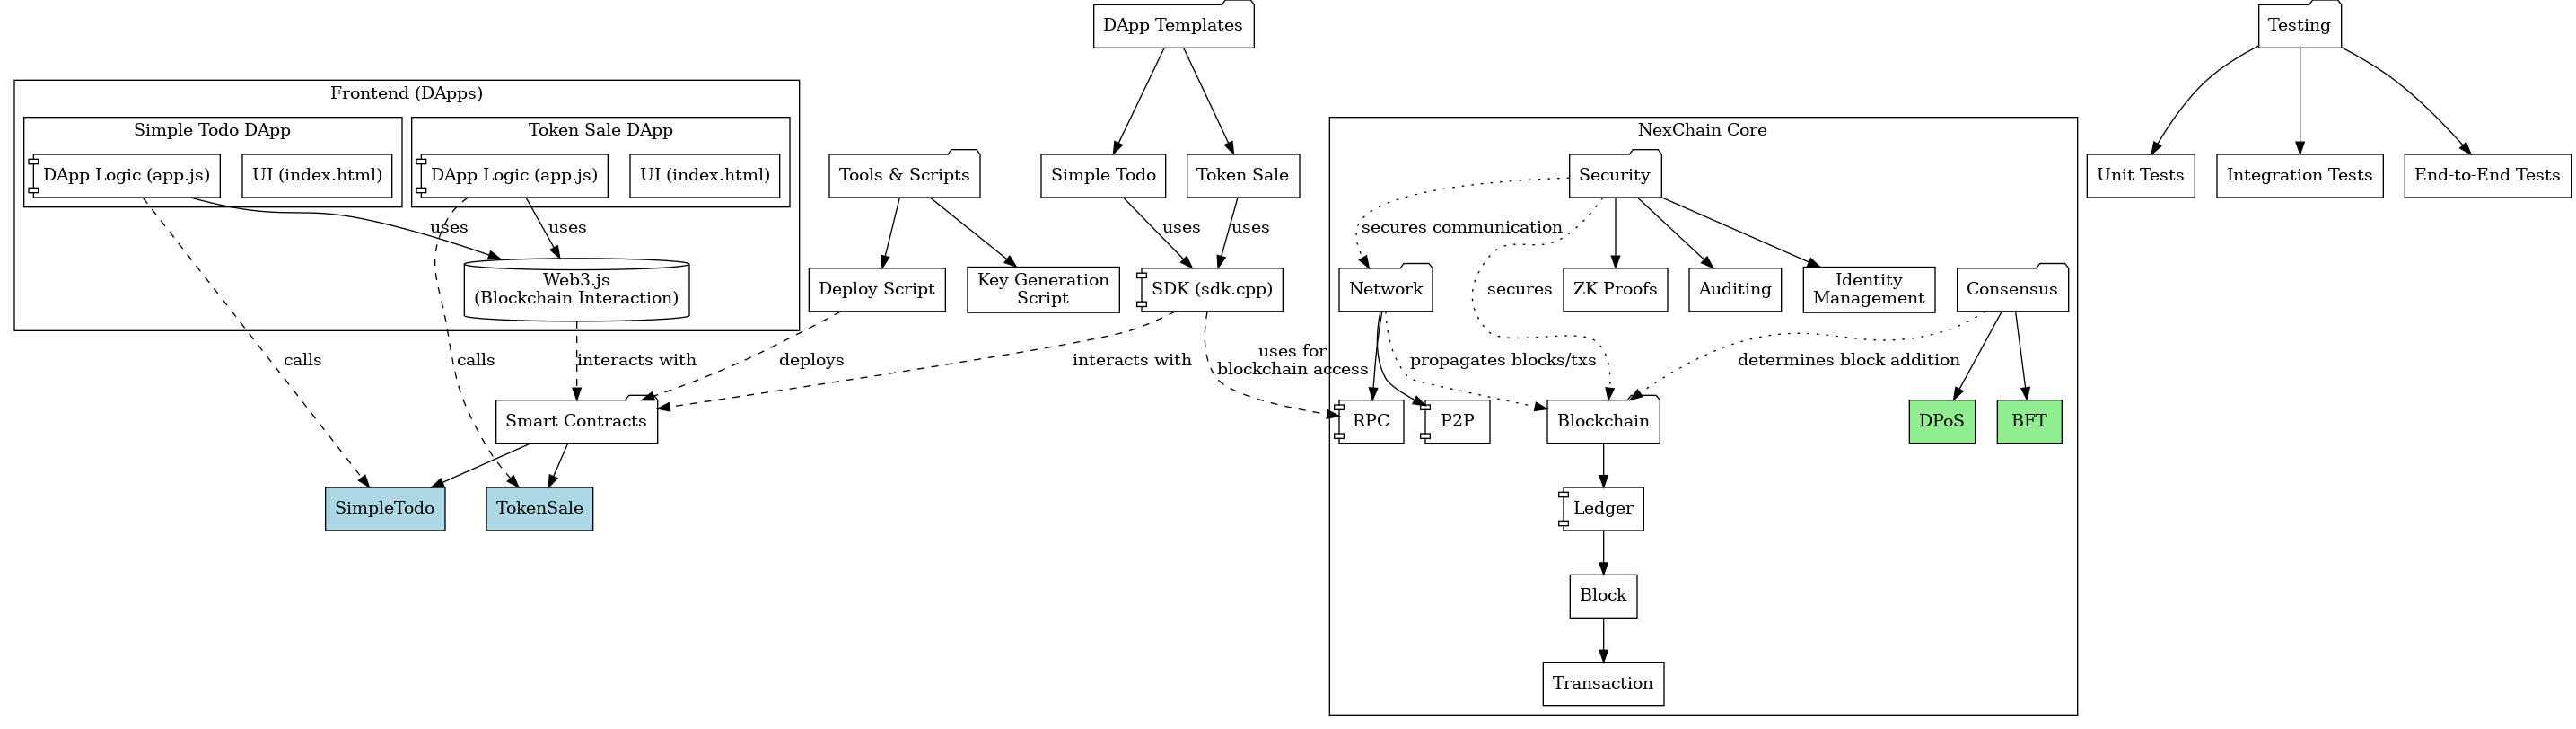 DApp Templates
Testing
Frontend (DApps)
Simple Todo DApp
Token Sale DApp
NexChain Core
DApp Logic (app.js)
UI (index.html)
DApp Logic (app.js)
UI (index.html)
Tools & Scripts
Simple Todo
Token Sale
Security
Unit Tests
Integration Tests
End-to-End Tests
uses
uses
uses
uses
secures communication
Web3.js
(Blockchain Interaction)
Deploy Script
Key Generation
Script
SDK (sdk.cpp)
Network
secures
ZK Proofs
Auditing
Identity
Management
Consensus
calls
calls
interacts with
deploys
interacts with
uses for
blockchain access
propagates blocks/txs
determines block addition
Smart Contracts
RPC
P2P
Blockchain
DPoS
BFT
SimpleTodo
TokenSale
Ledger
Block
Transaction